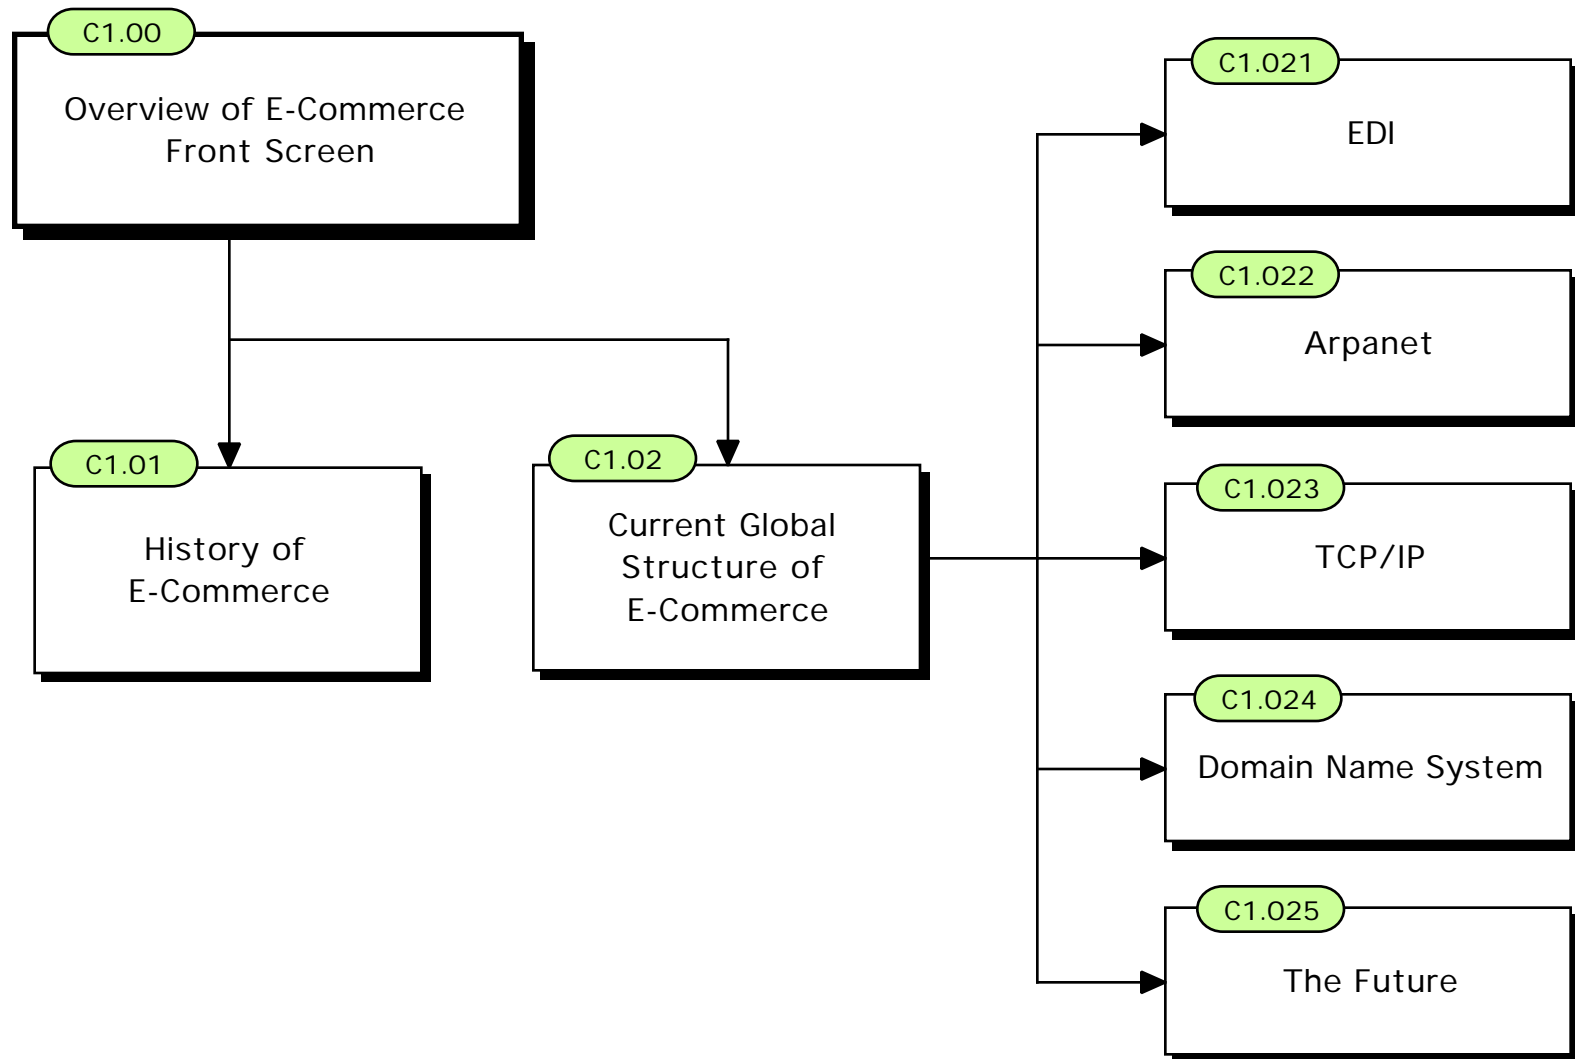 C1.00
Overview of E-Commerce
Front Screen
C1.01
History of
E-Commerce
C1.02
Current Global
Structure of
E-Commerce
C1.021
EDI
C1.022
Arpanet
C1.023
TCP/IP
C1.024
Domain Name System
C1.025
The Future